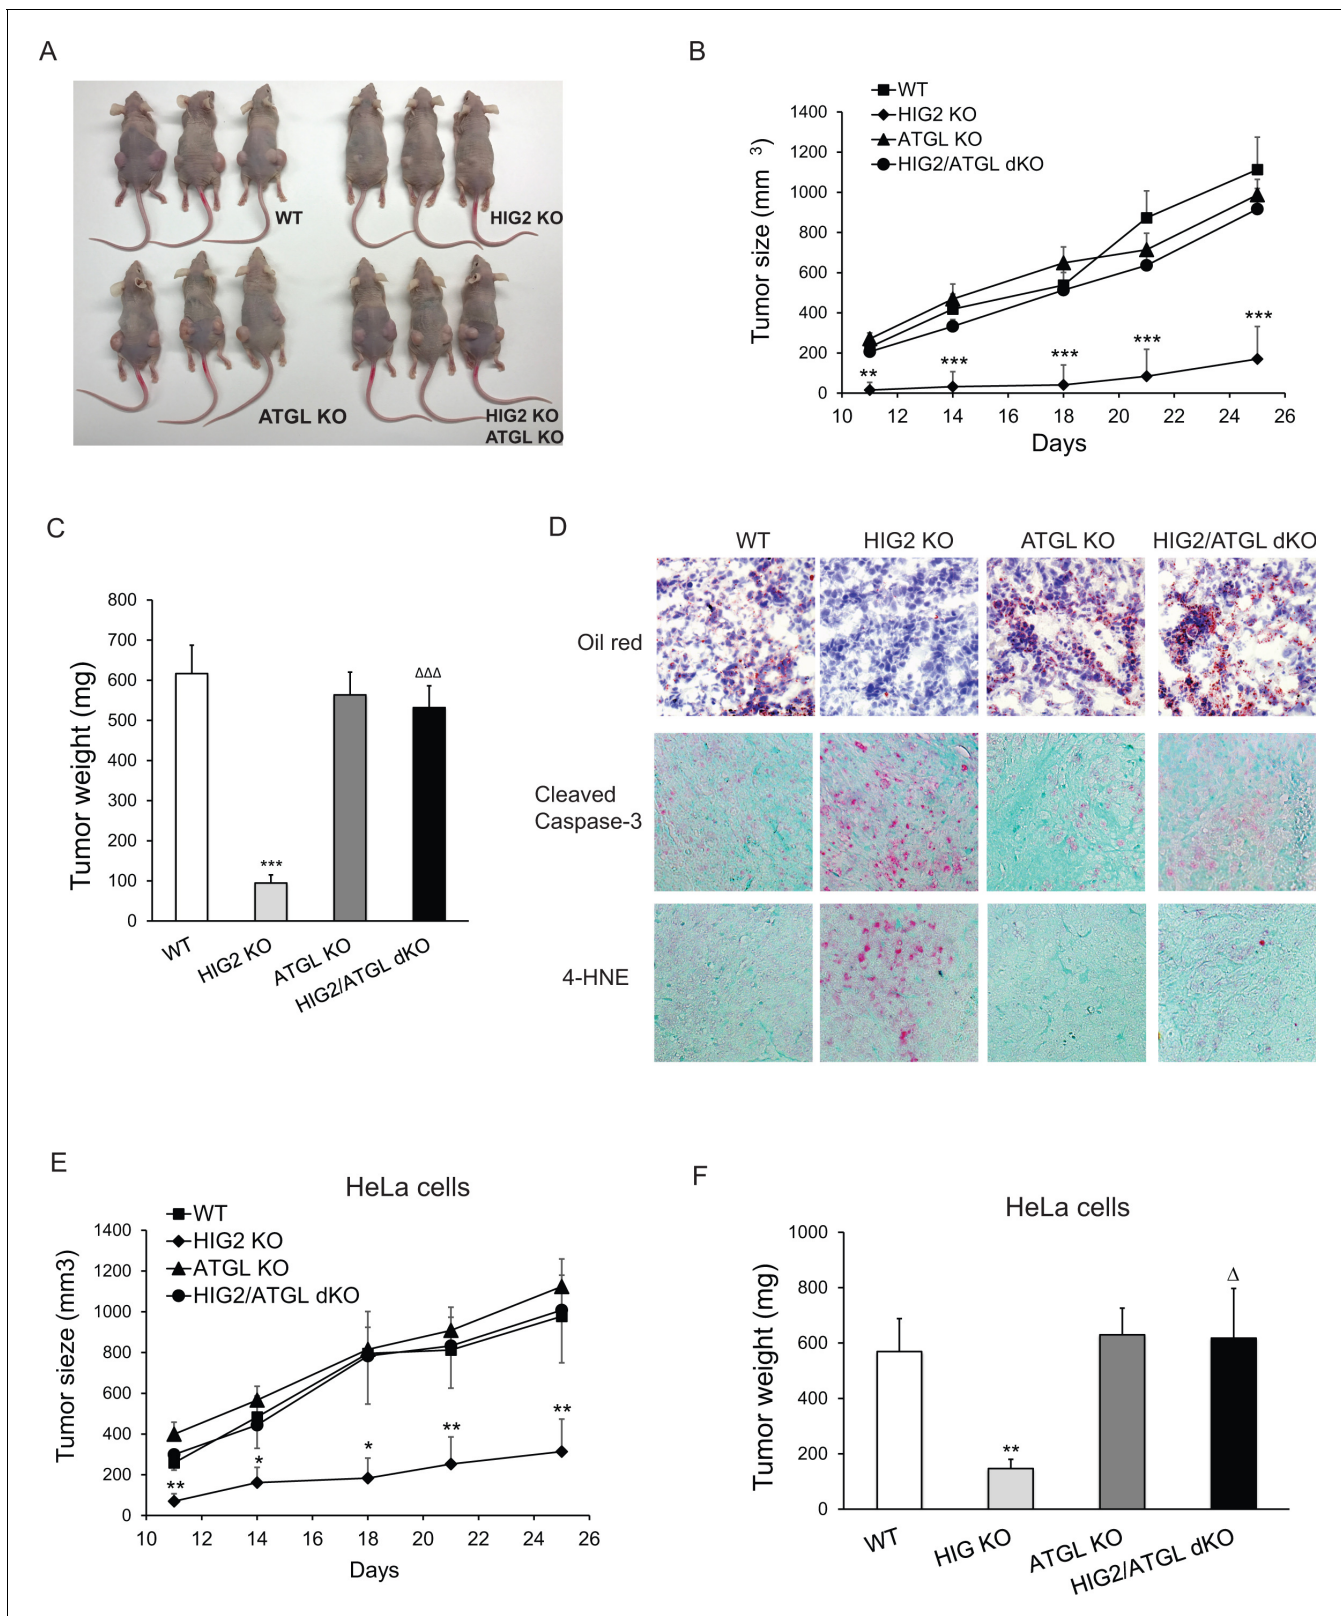 A
WT
HIG2 KO
ATGL KO
HIG2 KO
ATGL KO
B
WT
HIG2 KO
ATGL KO
HIG2/ATGL dKO
Tumor size (mm 3)
1400
1200
1000
800
600
400
200
0
**
***
***
***
***
10 12 14 16 18 20 22 24 26
Days
C
Tumor weight (mg)
800
700
600
500
400
300
200
100
0
***
ΔΔΔ
WT
HIG2 KO
ATGL KO
HIG2/ATGL dKO
D
WT HIG2 KO ATGL KO HIG2/ATGL dKO
Oil red
Cleaved
Caspase-3
4-HNE
E
HeLa cells
WT
HIG2 KO
ATGL KO
HIG2/ATGL dKO
Tumor sieze (mm3)
1400
1200
1000
800
600
400
200
0
**
*
*
**
**
10 12 14 16 18 20 22 24 26
Days
F
HeLa cells
Tumor weight (mg)
1000
800
600
400
200
0
**
Δ
WT
HIG KO
ATGL KO
HIG2/ATGL dKO